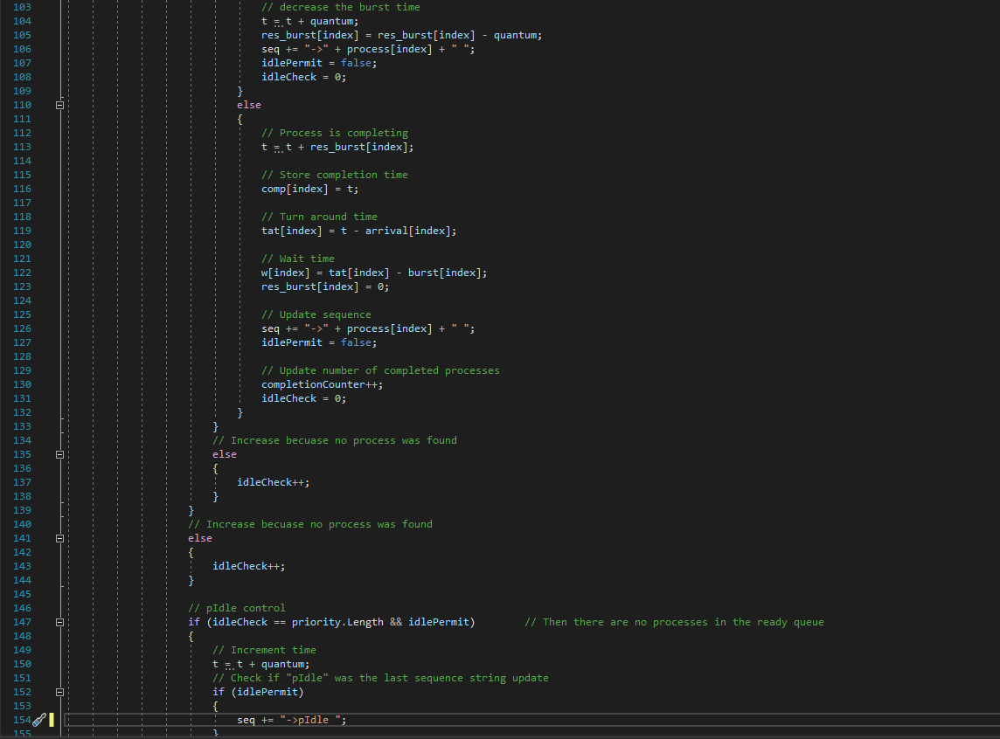 103 // decrease the burst time
104 t = t + quantum;
105 res_burst[index] = res_burst[index] - quantum;
106 seq += "->" + process[index] + " ";
107 idlePermit = false;
108 idleCheck = 0;
109 }
110 else
111 {
112 // Process is completing
113 t = t + res_burst[index];
114
115 // Store completion time
116 comp[index] = t;
117
118 // Turn around time
119 tat[index] = t - arrival[index];
120
121 // Wait time
122 w[index] = tat[index] - burst[index];
123 res_burst[index] = 0;
124
125 // Update sequence
126 seq += "->" + process[index] + " ";
127 idlePermit = false;
128
129 // Update number of completed processes
130 completionCounter++;
131 idleCheck = 0;
132 }
133 }
134 // Increase becuase no process was found
135 else
136 {
137 idleCheck++;
138 }
139 }
140 // Increase becuase no process was found
141 else
142 {
143 idleCheck++;
144 }
145
146 // pIdle control
147 if (idleCheck == priority.Length && idlePermit) // Then there are no processes in the ready queue
148 {
149 // Increment time
150 t = t + quantum;
151 // Check if "pIdle" was the last sequence string update
152 if (idlePermit)
153 {
154 seq += "->pIdle ";
155 }